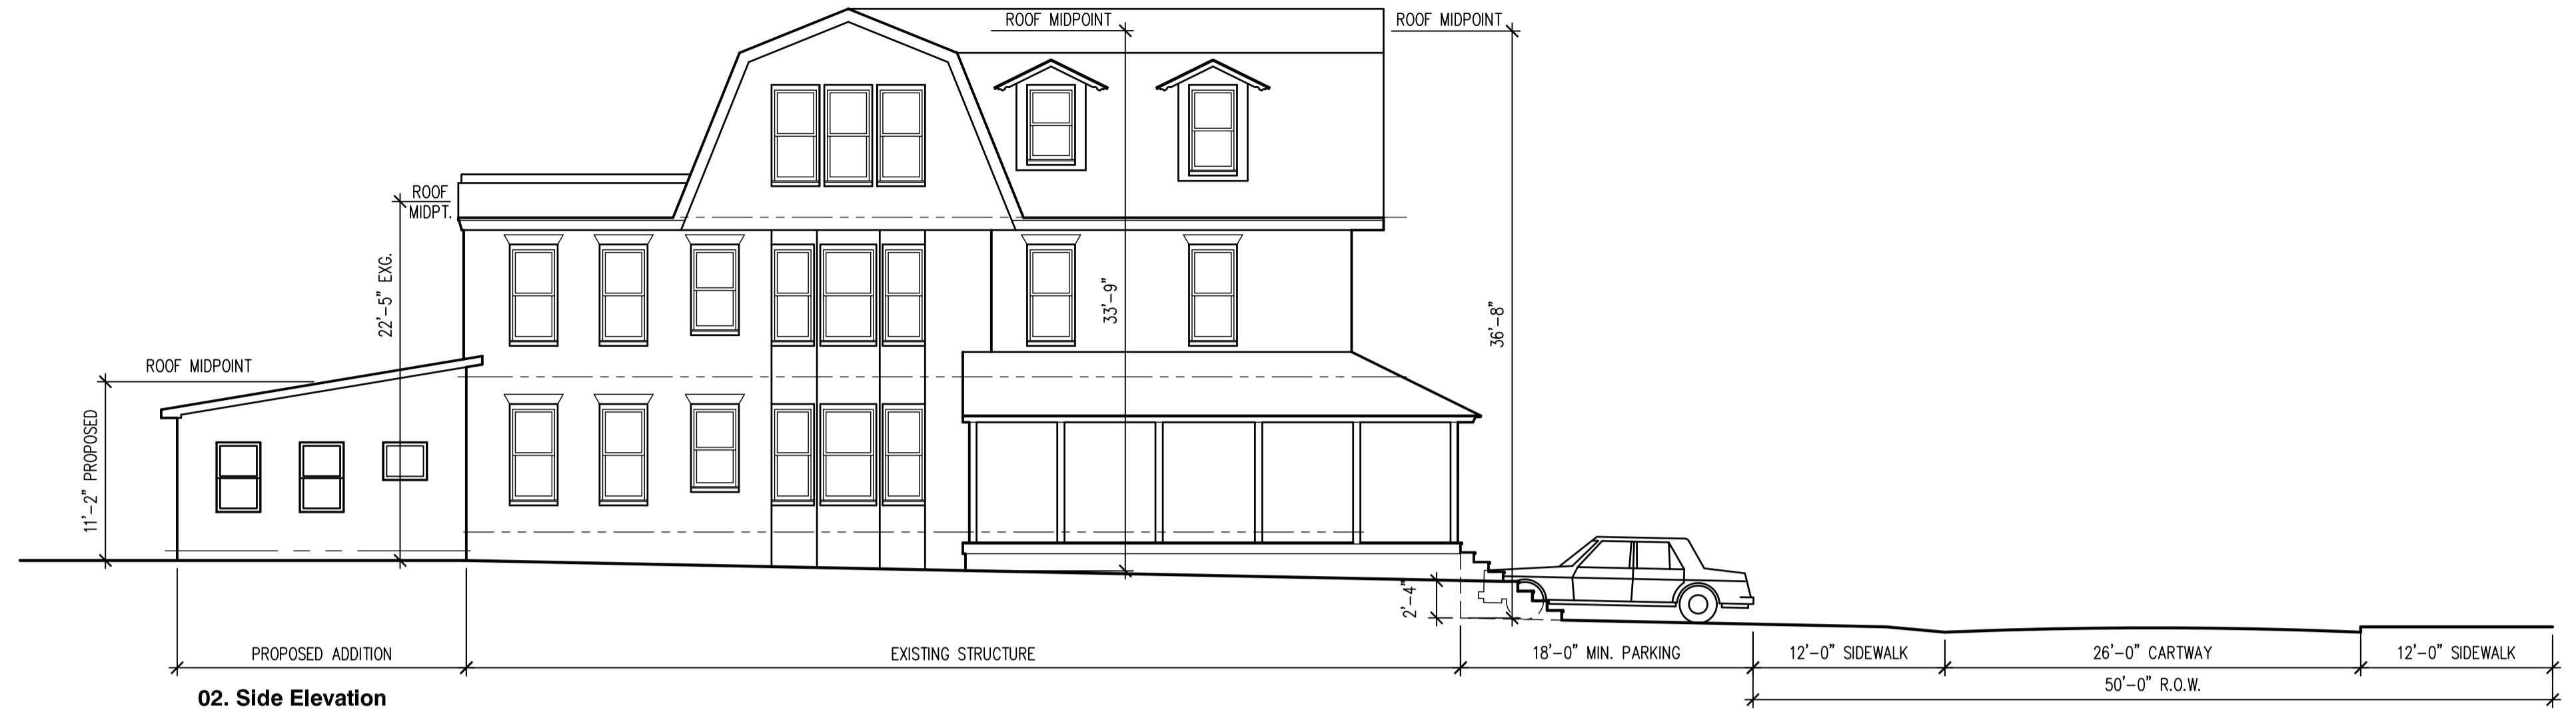 ROOF MIDPOINT
ROOF MIDPOINT
ROOF
MIDPT.
22'-5" EXG.
33'-9"
36'-8"
ROOF MIDPOINT
11'-2" PROPOSED
2'-4"
PROPOSED ADDITION
EXISTING STRUCTURE
18'-0" MIN. PARKING
12'-0" SIDEWALK
26'-0" CARTWAY
12'-0" SIDEWALK
50'-0" R.O.W.
02. Side Elevation